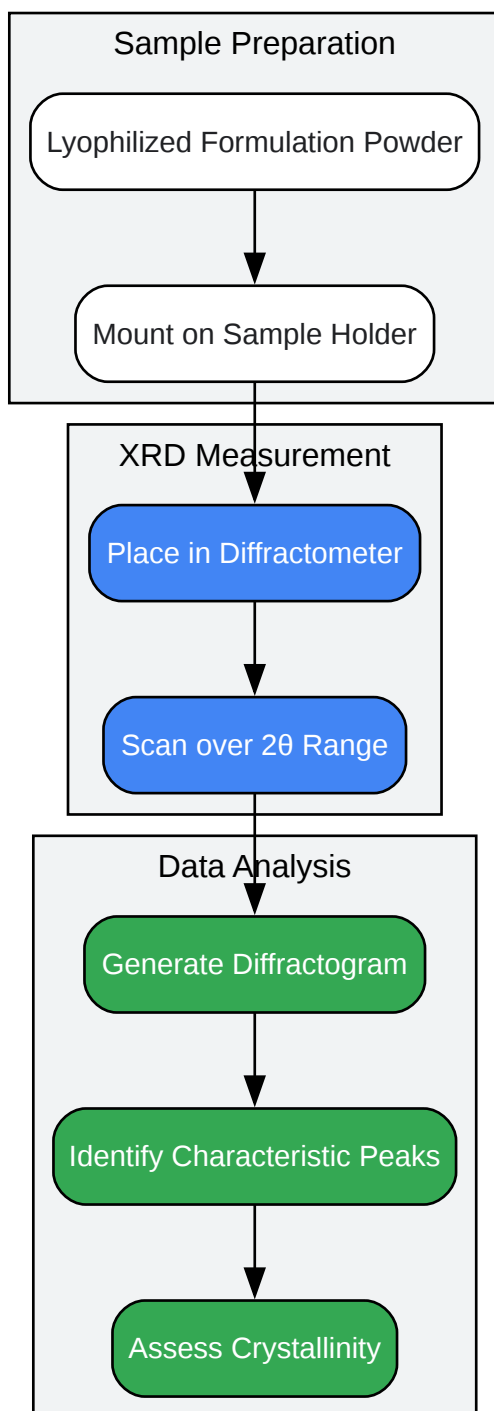 Sample Preparation
Lyophilized Formulation Powder
Mount on Sample Holder
XRD Measurement
Place in Diffractometer
Scan over 2θ Range
Data Analysis
Generate Diffractogram
Identify Characteristic Peaks
Assess Crystallinity